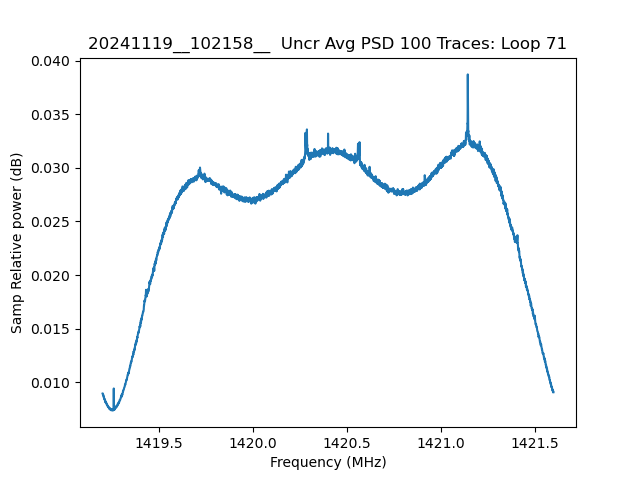 20241119__102158__  Uncr Avg PSD 100 Traces: Loop 71
0.040
0.035
0.030
0.025
0.020
0.015
0.010
Samp Relative power (dB)
1419.5 1420.0 1420.5 1421.0 1421.5
Frequency (MHz)